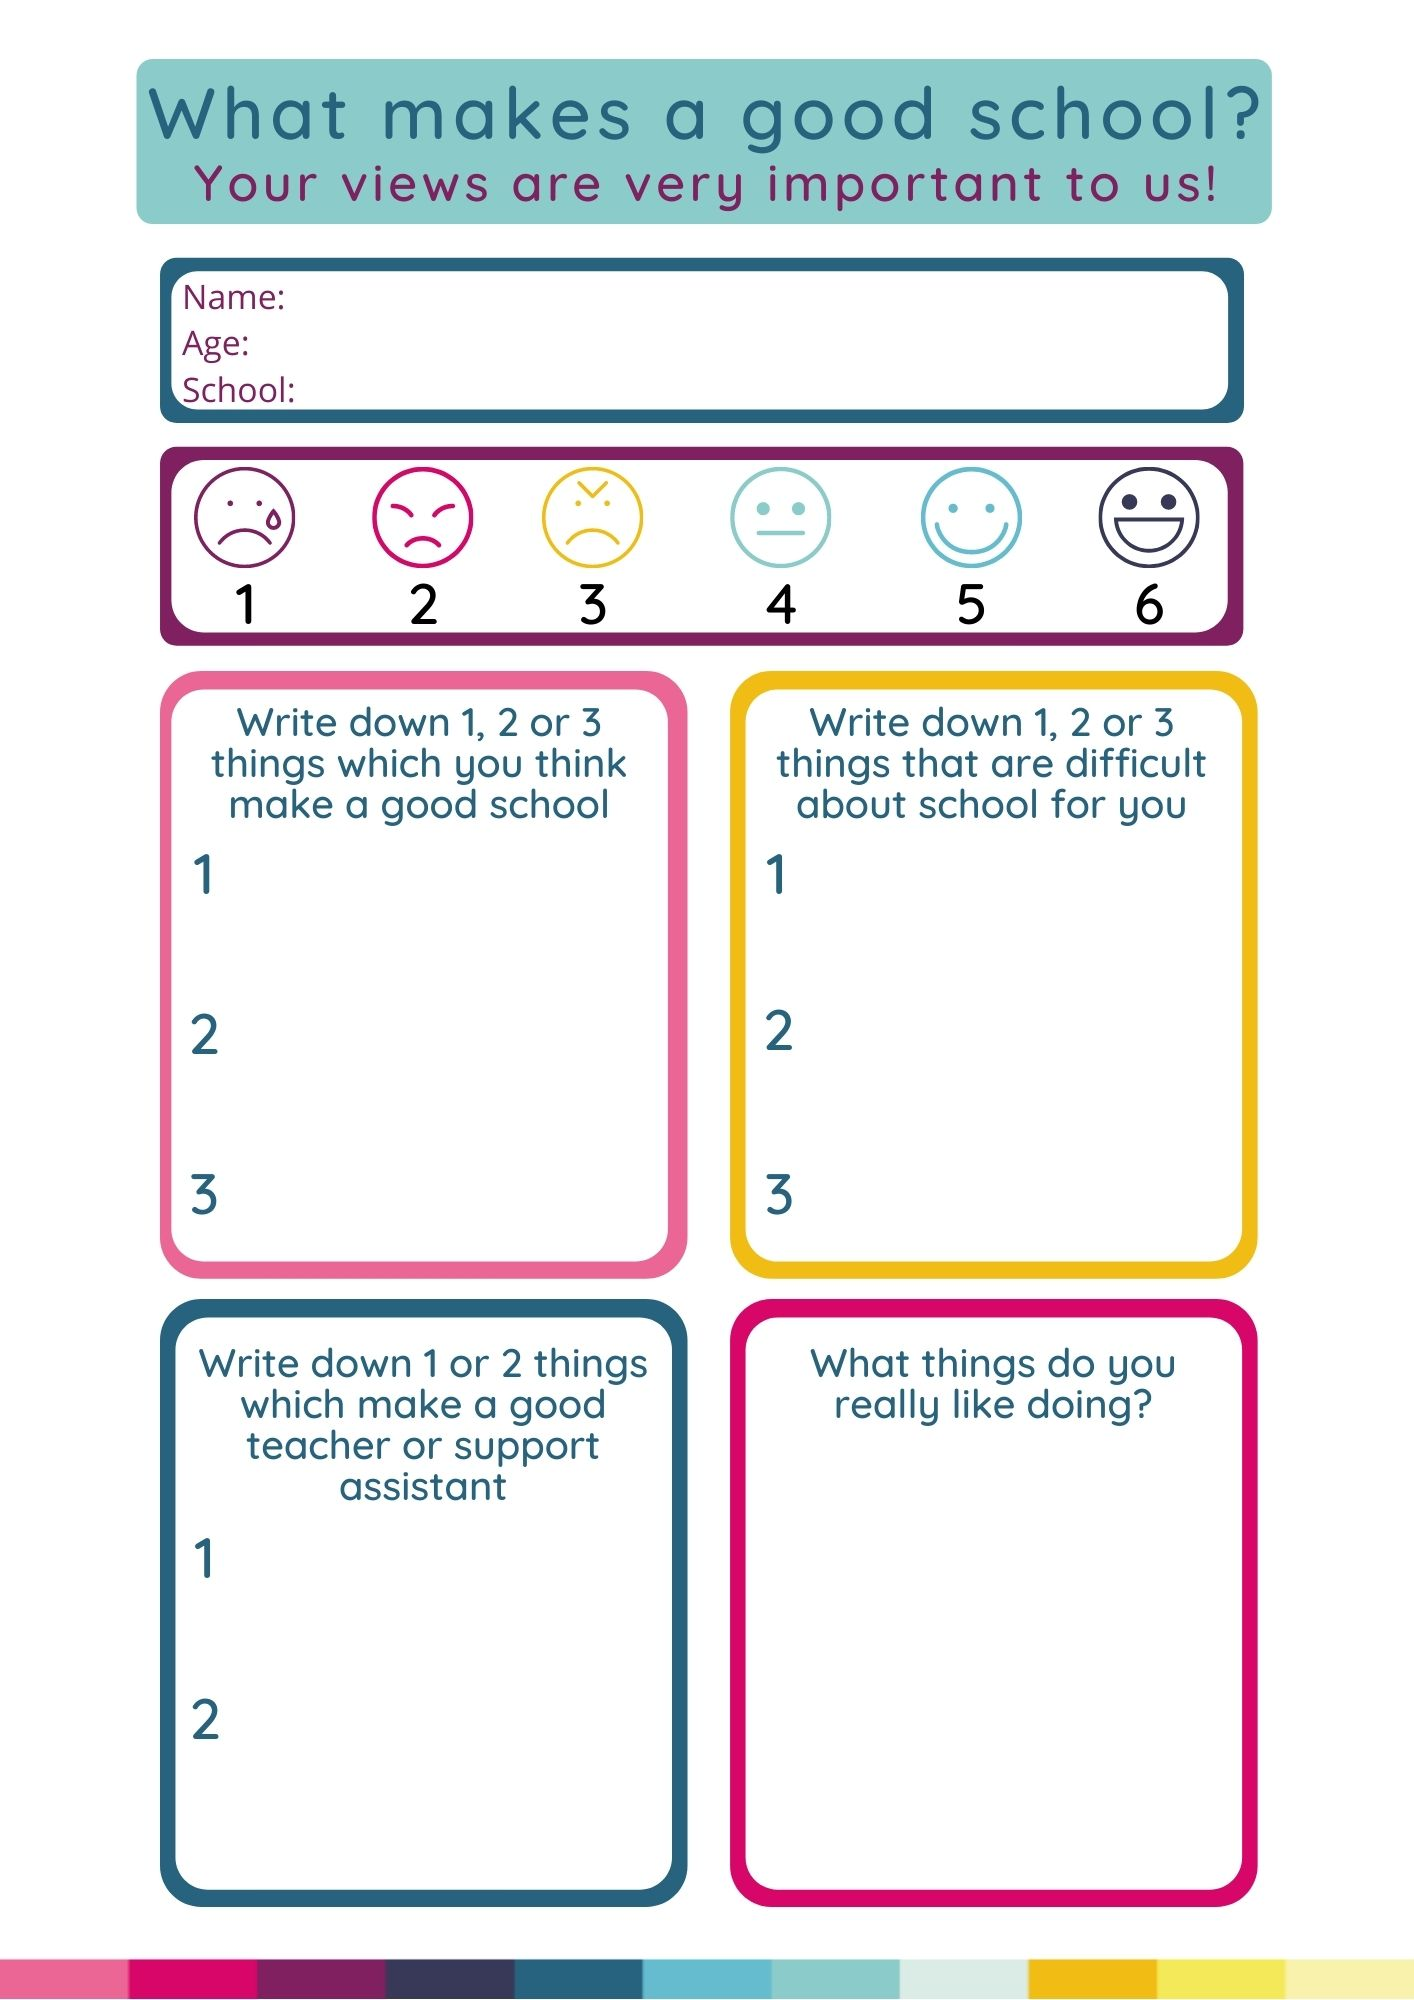 What makes a good school?
Your views are very important to us!
Name:
Age:
School:
1 2 3 4 5 6
Write down 1, 2 or 3
things which you think
make a good school
1
2
3
Write down 1, 2 or 3
things that are difficult
about school for you
1
2
3
Write down 1 or 2 things
which make a good
teacher or support
assistant
1
2
What things do you
really like doing?